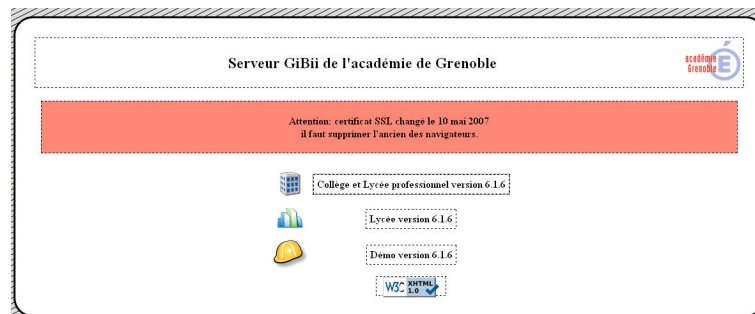 Serveur GiBii de l'académie de Grenoble
académie
Grenoble
É
Attention: certificat SSL changé le 10 mai 2007
il faut supprimer l'ancien des navigateurs.
Collège et Lycée professionnel version 6.1.6
Lycée version 6.1.6
Démo version 6.1.6
W3C XHTML
1.0